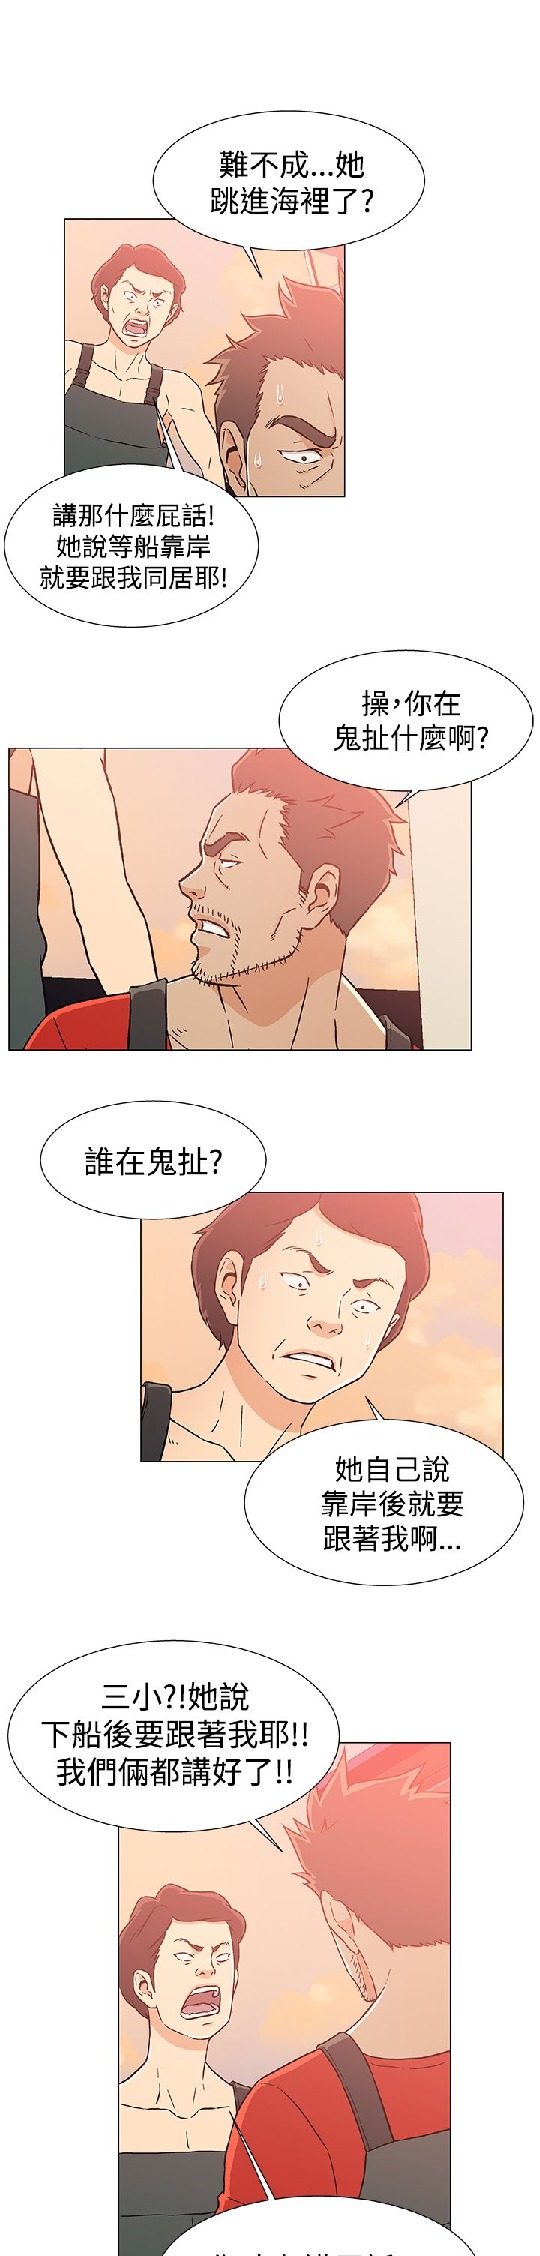 難不成...她
跳進海裡了?
講那什麼屁話!
她說等船靠岸
就要跟我同居耶!
操,你在
鬼扯什麼啊?
誰在鬼扯?
她自己說
靠岸後就要
跟著我啊...
三小?!她說
下船後要跟著我耶!!
我們倆都講好了!!